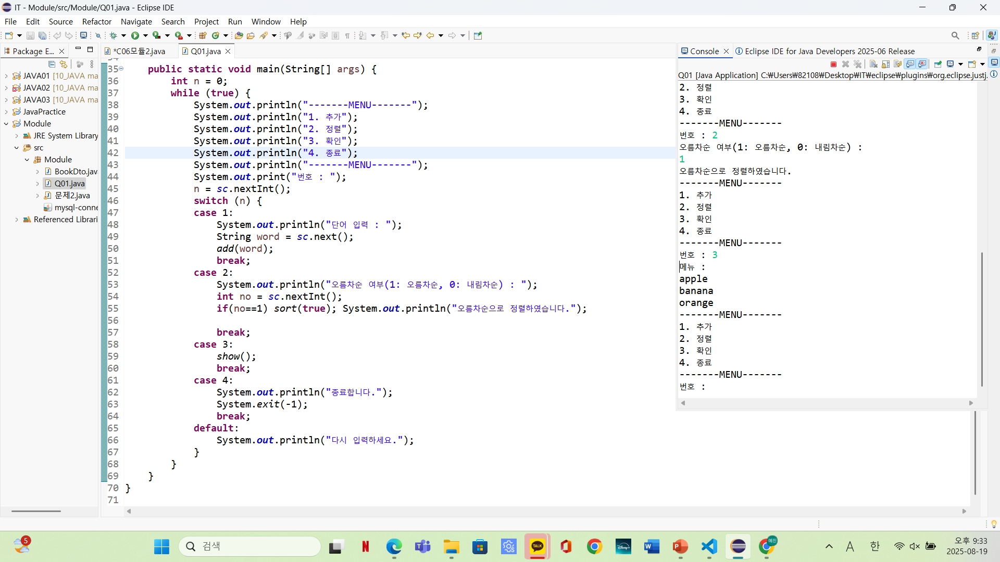 IT - Module/src/Module/Q01.java - Eclipse IDE
File Edit Source Refactor Navigate Search Project Run Window Help
Package E...
JAVA01 [10_JAVA ma
JAVA02 [10_JAVA ma
JAVA03 [10_JAVA ma
JavaPractice
Module
JRE System Library
src
Module
BookDto.jav
Q01.java
문제2.java
mysql-conne
Referenced Librari
*C06모듈2.java
Q01.java
35 public static void main(String[] args) {
36 int n = 0;
37 while (true) {
38 System.out.println("-------MENU-------");
39 System.out.println("1. 추가");
40 System.out.println("2. 정렬");
41 System.out.println("3. 확인");
42 System.out.println("4. 종료");
43 System.out.println("-------MENU-------");
44 System.out.print("번호 : ");
45 n = sc.nextInt();
46 switch (n) {
47 case 1:
48 System.out.println("단어 입력 : ");
49 String word = sc.next();
50 add(word);
51 break;
52 case 2:
53 System.out.println("오름차순 여부(1: 오름차순, 0: 내림차순) : ");
54 int no = sc.nextInt();
55 if(no==1) sort(true); System.out.println("오름차순으로 정렬하였습니다.");
56
57 break;
58 case 3:
59 show();
60 break;
61 case 4:
62 System.out.println("종료합니다.");
63 System.exit(-1);
64 break;
65 default:
66 System.out.println("다시 입력하세요.");
67 }
68 }
69 }
70 }
71
Console
Eclipse IDE for Java Developers 2025-06 Release
Q01 [Java Application] C:₩Users₩82108₩Desktop₩IT₩eclipse₩plugins₩org.eclipse.justj.
2. 정렬
3. 확인
4. 종료
-------MENU-------
번호 : 2
오름차순 여부(1: 오름차순, 0: 내림차순) :
1
오름차순으로 정렬하였습니다.
-------MENU-------
1. 추가
2. 정렬
3. 확인
4. 종료
-------MENU-------
번호 : 3
메뉴 :
apple
banana
orange
-------MENU-------
1. 추가
2. 정렬
3. 확인
4. 종료
-------MENU-------
번호 :
5
검색
N
TALK
Disney+
W
P
예진
A
한
오후 9:33
2025-08-19